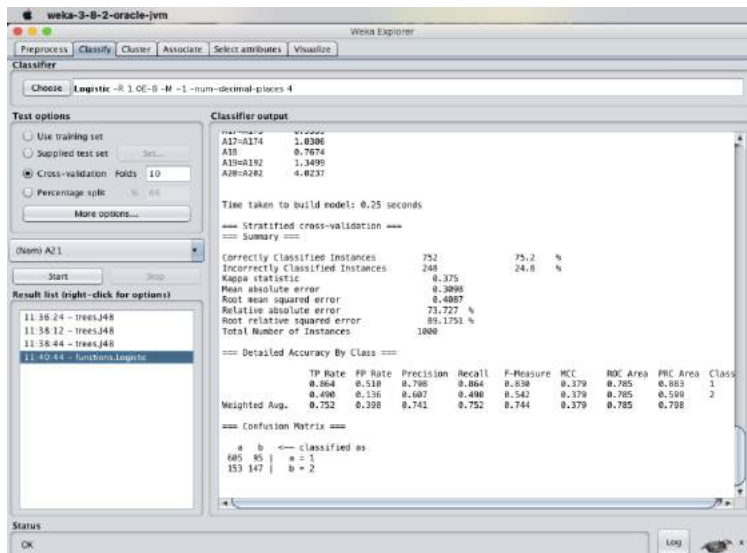 weka-3-8-2-oracle-jvm
Weka Explorer
Preprocess Classify Cluster Associate Select attributes Visualize
Classifier
Choose Logistic -R 1.0E-8 -M -1 -num-decimal-places 4
Test options
Use training set
Supplied test set Set...
Cross-validation Folds 10
Percentage split % 66
More options...
(Nom) A21
Start Stop
Result list (right-click for options)
11:36:24 - trees.J48
11:38:12 - trees.J48
11:38:44 - trees.J48
11:40:44 - functions.Logistic
Classifier output
A17=A174 1.0306
A18 0.7674
A19=A192 1.3499
A20=A202 4.0237
Time taken to build model: 0.25 seconds
=== Stratified cross-validation ===
=== Summary ===
Correctly Classified Instances 752 75.2 %
Incorrectly Classified Instances 248 24.8 %
Kappa statistic 0.375
Mean absolute error 0.3098
Root mean squared error 0.4087
Relative absolute error 73.727 %
Root relative squared error 89.1751 %
Total Number of Instances 1000
=== Detailed Accuracy By Class ===
TP Rate FP Rate Precision Recall F-Measure MCC ROC Area PRC Area Class
0.864 0.510 0.798 0.864 0.830 0.379 0.785 0.883 1
0.490 0.136 0.607 0.490 0.542 0.379 0.785 0.599 2
Weighted Avg. 0.752 0.398 0.741 0.752 0.744 0.379 0.785 0.798
=== Confusion Matrix ===
a b <-- classified as
605 95 | a = 1
153 147 | b = 2
Status
OK
Log
x 0